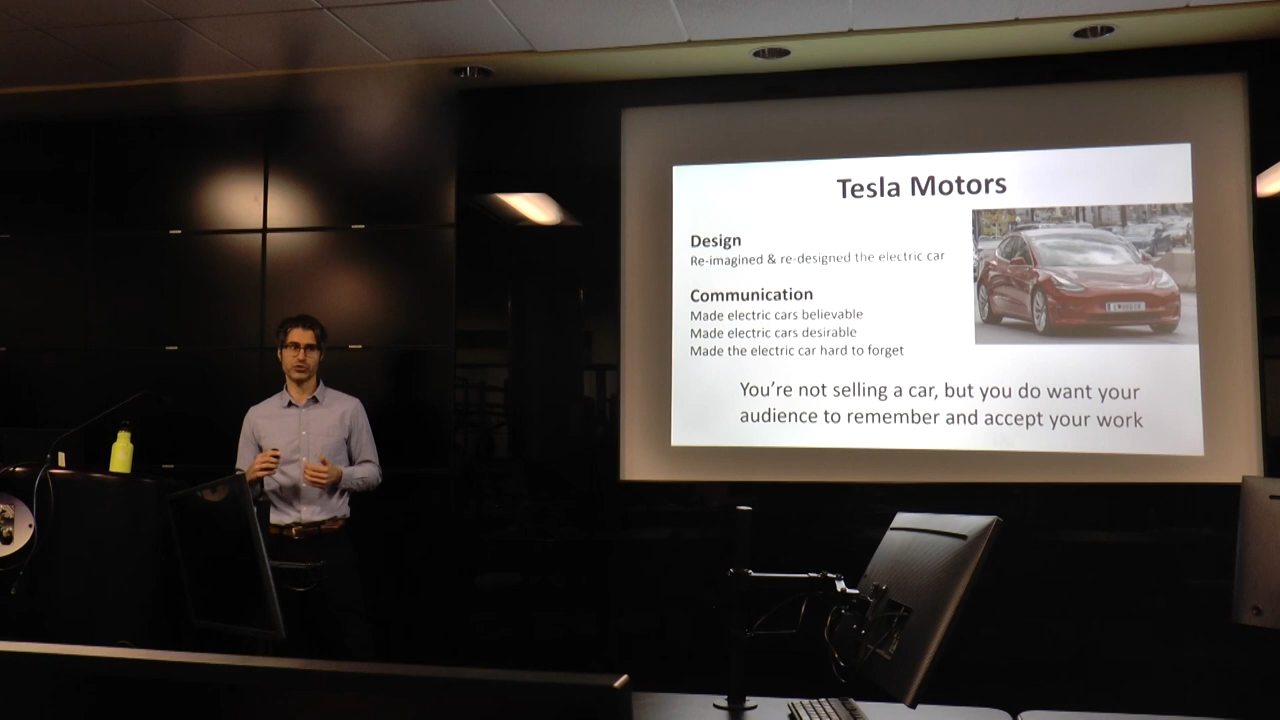 Tesla Motors
Design
Re-imagined & re-designed the electric car
Communication
Made electric cars believable
Made electric cars desirable
Made the electric car hard to forget
You're not selling a car, but you do want your
audience to remember and accept your work